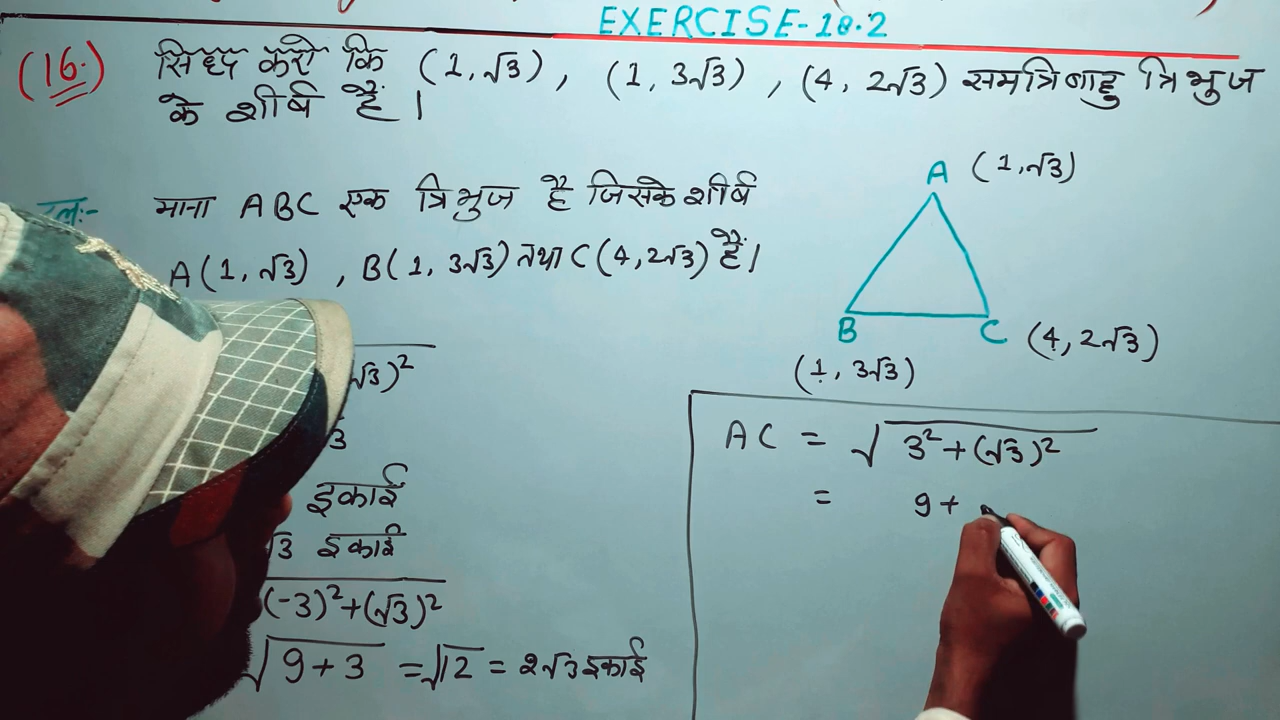 EXERCISE-10.2
(16.) सिद्ध करो कि (1, √3), (1, 3√3), (4, 2√3) समत्रिबाहु त्रिभुज
के शीर्ष हैं।
माना ABC एक त्रिभुज है जिसके शीर्ष
A(1, √3), B(1, 3√3) तथा C(4, 2√3) हैं।
A (1, √3)
B
C (4, 2√3)
(1, 3√3)
√3)²
3
इकाई
√3 इकाई
(-3)²+(√3)²
√9+3 = √12 = 2√3 इकाई
AC = √3²+(√3)²
= 9+